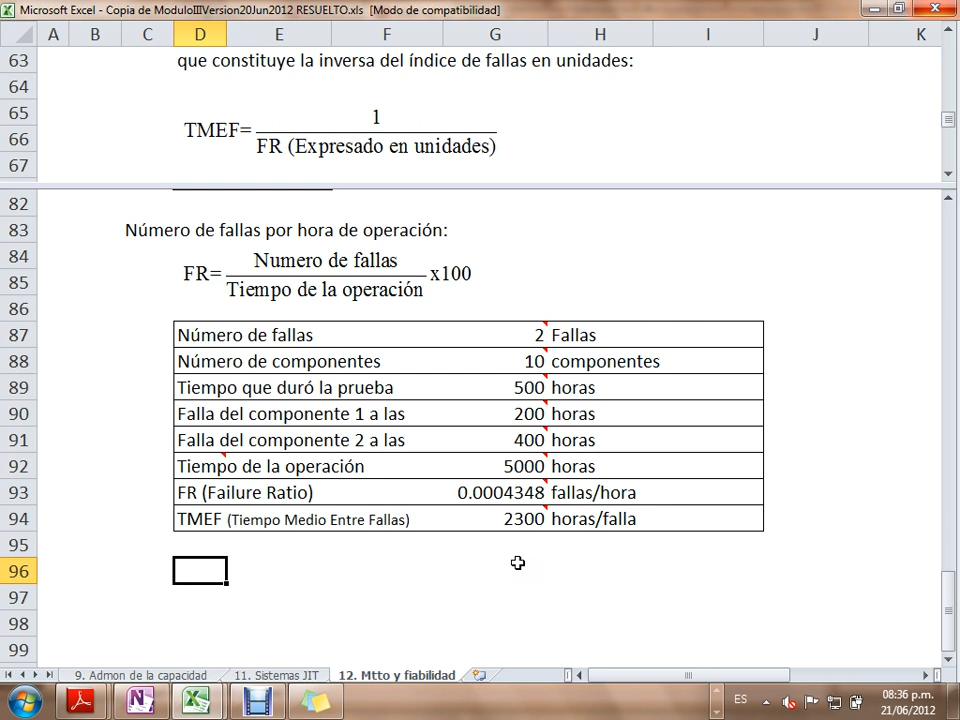 Microsoft Excel - Copia de ModuloIIIVersion20Jun2012 RESUELTO.xls [Modo de compatibilidad]
A B C D E F G H I J K
63 que constituye la inversa del índice de fallas en unidades:
64
65 1
TMEF=
66 FR (Expresado en unidades)
67
82
83 Número de fallas por hora de operación:
84 Numero de fallas
FR= x100
85 Tiempo de la operación
86
87 Número de fallas 2 Fallas
88 Número de componentes 10 componentes
89 Tiempo que duró la prueba 500 horas
90 Falla del componente 1 a las 200 horas
91 Falla del componente 2 a las 400 horas
92 Tiempo de la operación 5000 horas
93 FR (Failure Ratio) 0.0004348 fallas/hora
94 TMEF (Tiempo Medio Entre Fallas) 2300 horas/falla
95
96
97
98
99
9. Admon de la capacidad 11. Sistemas JIT 12. Mtto y fiabilidad
ES 08:36 p.m.
21/06/2012